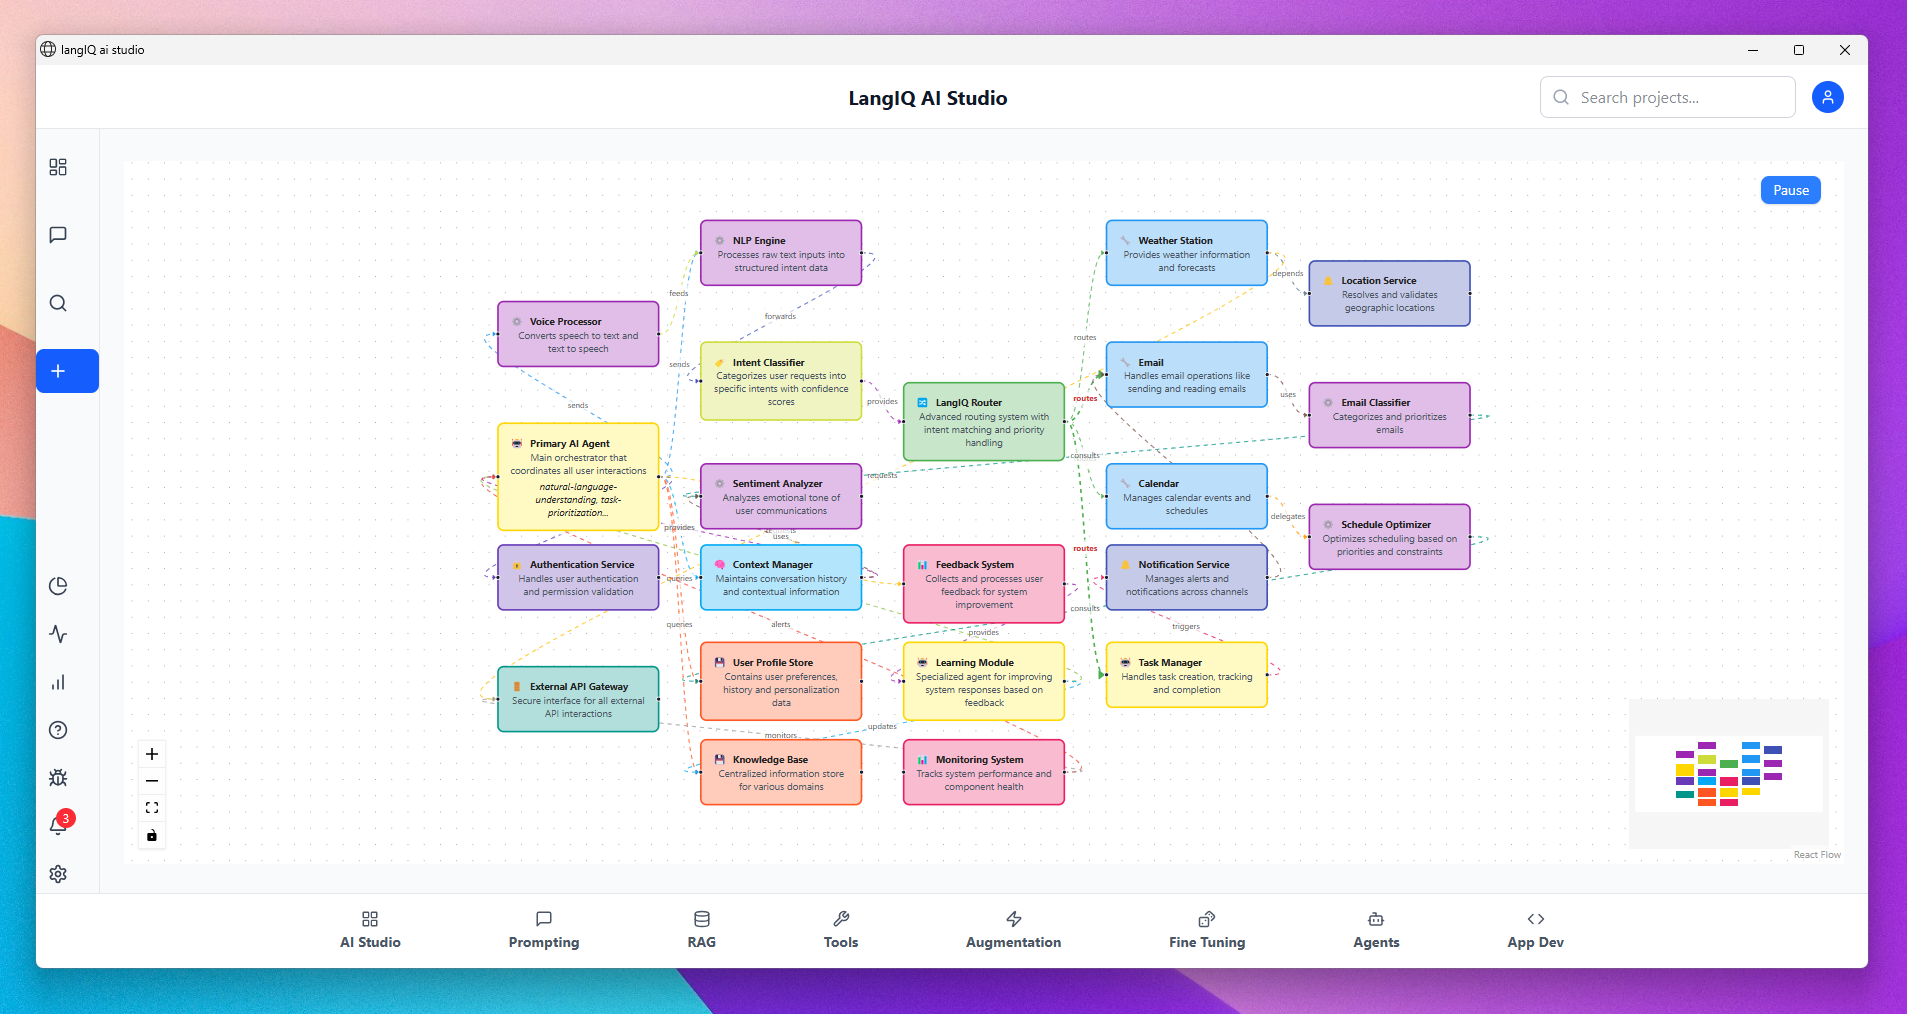 langIQ ai studio
LangIQ AI Studio
Search projects...
Pause
NLP Engine
Processes raw text inputs into
structured intent data
Weather Station
Provides weather information
and forecasts
depends
Location Service
Resolves and validates
geographic locations
feeds
Voice Processor
Converts speech to text and
text to speech
forwards
routes
Intent Classifier
Categorizes user requests into
specific intents with confidence
scores
sends
Email
Handles email operations like
sending and reading emails
uses
Email Classifier
Categorizes and prioritizes
emails
sends
provides
LangIQ Router
Advanced routing system with
intent matching and priority
handling
routes
consults
Primary AI Agent
Main orchestrator that
coordinates all user interactions
natural-language-
understanding, task-
prioritization...
Sentiment Analyzer
Analyzes emotional tone of
user communications
requests
Calendar
Manages calendar events and
schedules
delegates
Schedule Optimizer
Optimizes scheduling based on
priorities and constraints
provides
uses
routes
Authentication Service
Handles user authentication
and permission validation
queries
Context Manager
Maintains conversation history
and contextual information
Feedback System
Collects and processes user
feedback for system
improvement
Notification Service
Manages alerts and
notifications across channels
consults
queries
alerts
provides
triggers
External API Gateway
Secure interface for all external
API interactions
User Profile Store
Contains user preferences,
history and personalization
data
Learning Module
Specialized agent for improving
system responses based on
feedback
Task Manager
Handles task creation, tracking
and completion
monitors
updates
Knowledge Base
Centralized information store
for various domains
Monitoring System
Tracks system performance and
component health
3
React Flow
AI Studio
Prompting
RAG
Tools
Augmentation
Fine Tuning
Agents
App Dev